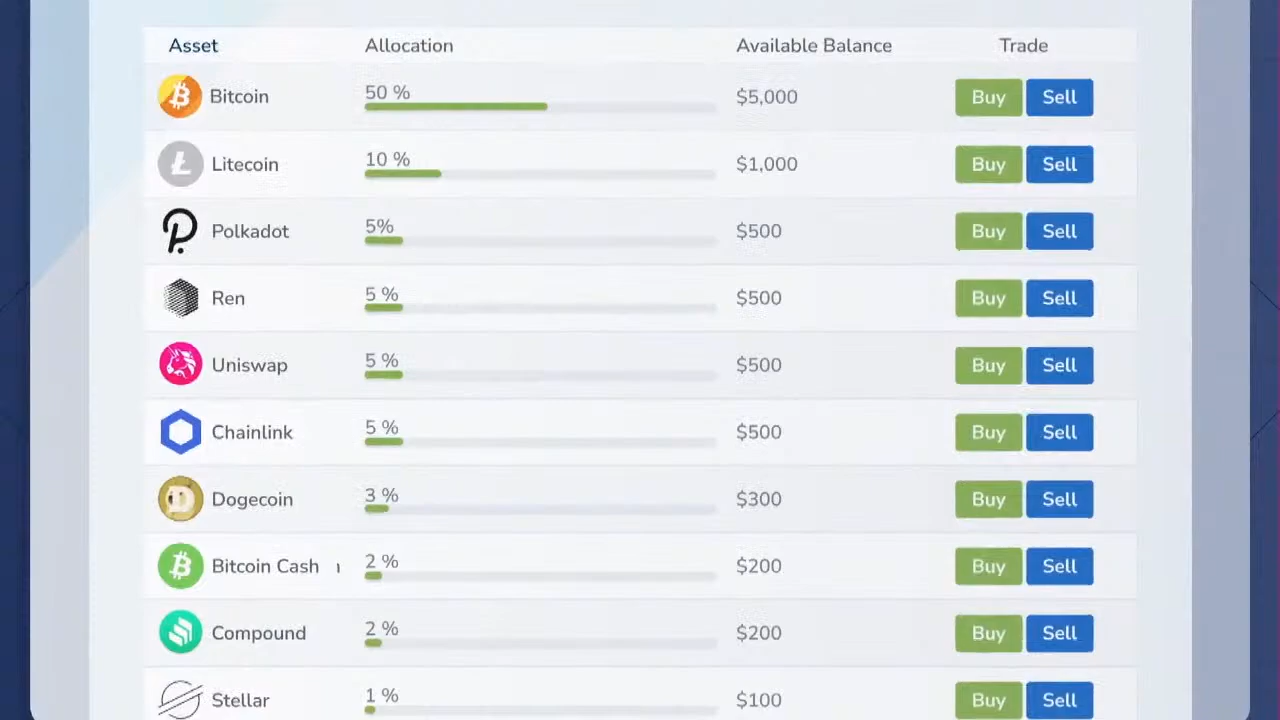 Asset Allocation Available Balance Trade
Bitcoin 50 % $5,000 Buy Sell
Litecoin 10 % $1,000 Buy Sell
Polkadot 5% $500 Buy Sell
Ren 5 % $500 Buy Sell
Uniswap 5 % $500 Buy Sell
Chainlink 5 % $500 Buy Sell
Dogecoin 3 % $300 Buy Sell
Bitcoin Cash 2 % $200 Buy Sell
Compound 2 % $200 Buy Sell
Stellar 1 % $100 Buy Sell